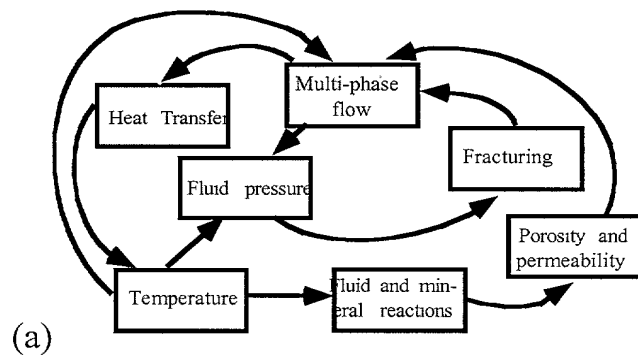 Multi-phase
flow
Heat Transfer
Fracturing
Fluid pressure
Porosity and
permeability
Temperature
Fluid and min-
eral reactions
(a)